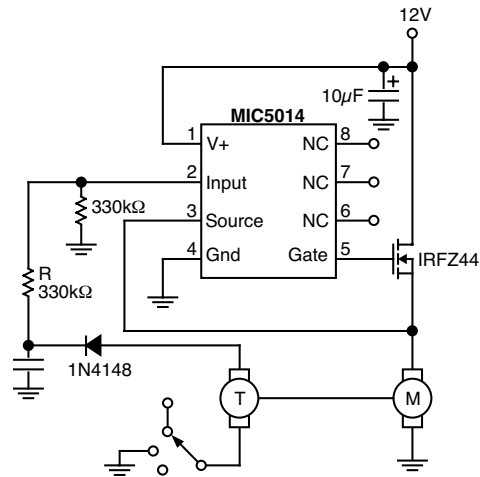 12V
10µF
+
MIC5014
1 V+ NC 8
2 Input NC 7
330kΩ
3 Source NC 6
4 Gnd Gate 5
IRFZ44
R
330kΩ
1N4148
T
M